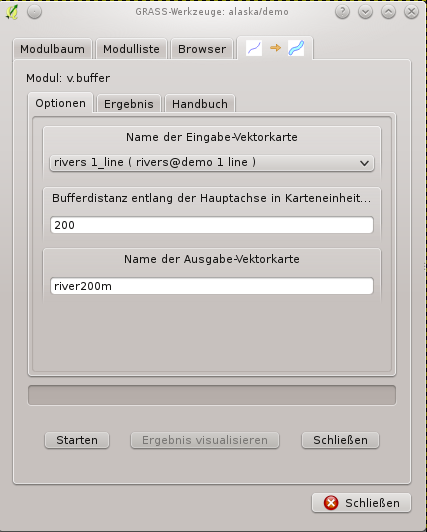 GRASS-Werkzeuge: alaska/demo
Modulbaum Modulliste Browser
Modul: v.buffer
Optionen Ergebnis Handbuch
Name der Eingabe-Vektorkarte
rivers 1_line ( rivers@demo 1 line )
Bufferdistanz entlang der Hauptachse in Karteneinheit...
200
Name der Ausgabe-Vektorkarte
river200m
Starten Ergebnis visualisieren Schließen
Schließen